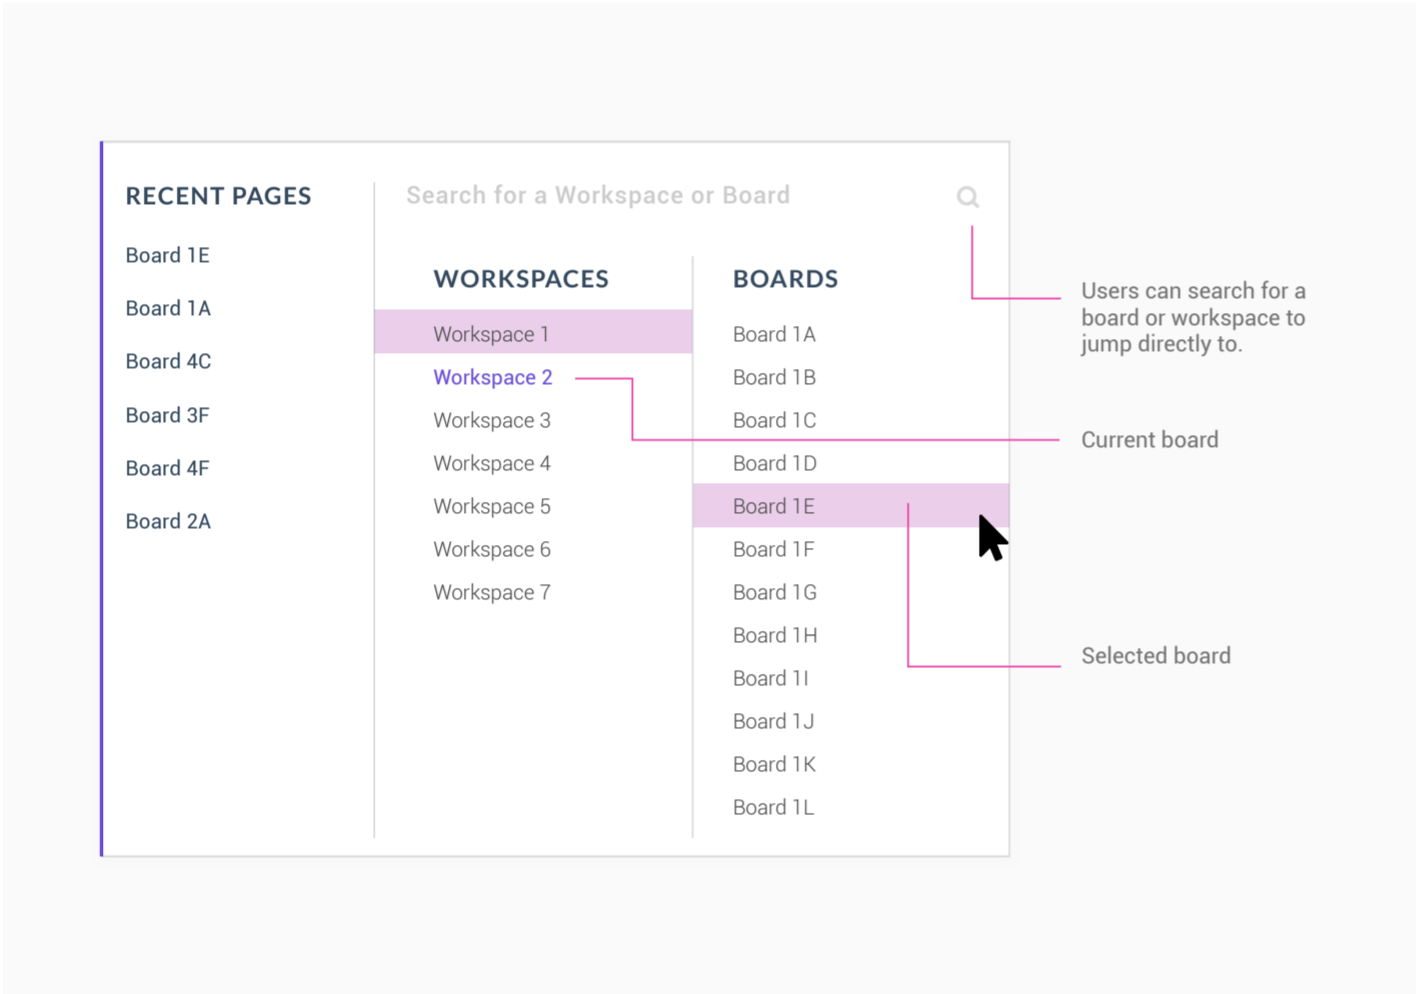 RECENT PAGES
Board 1E
Board 1A
Board 4C
Board 3F
Board 4F
Board 2A
Search for a Workspace or Board
WORKSPACES
Workspace 1
Workspace 2
Workspace 3
Workspace 4
Workspace 5
Workspace 6
Workspace 7
BOARDS
Board 1A
Board 1B
Board 1C
Board 1D
Board 1E
Board 1F
Board 1G
Board 1H
Board 1I
Board 1J
Board 1K
Board 1L
Users can search for a
board or workspace to
jump directly to.
Current board
Selected board